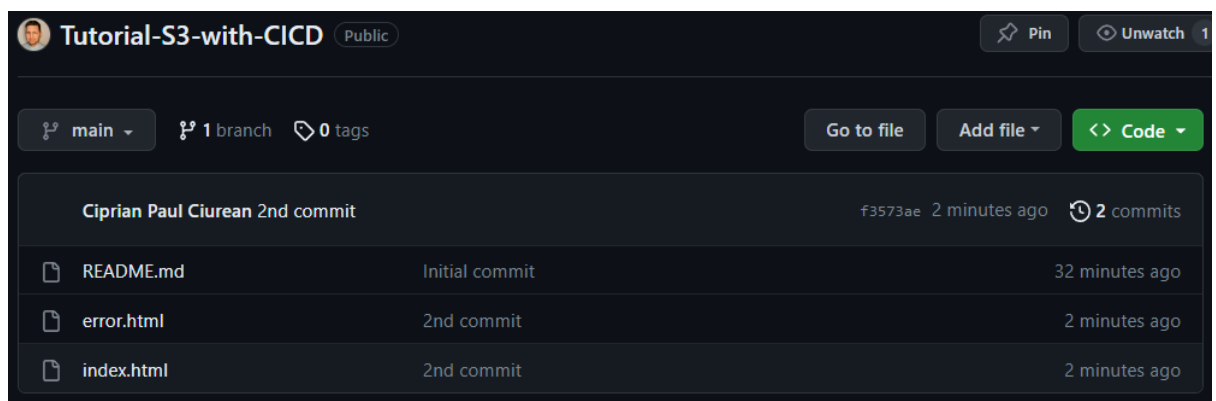 Tutorial-S3-with-CICD Public Pin Unwatch 1
main 1 branch 0 tags Go to file Add file Code
Ciprian Paul Ciurean 2nd commit f3573ae 2 minutes ago 2 commits
README.md Initial commit 32 minutes ago
error.html 2nd commit 2 minutes ago
index.html 2nd commit 2 minutes ago